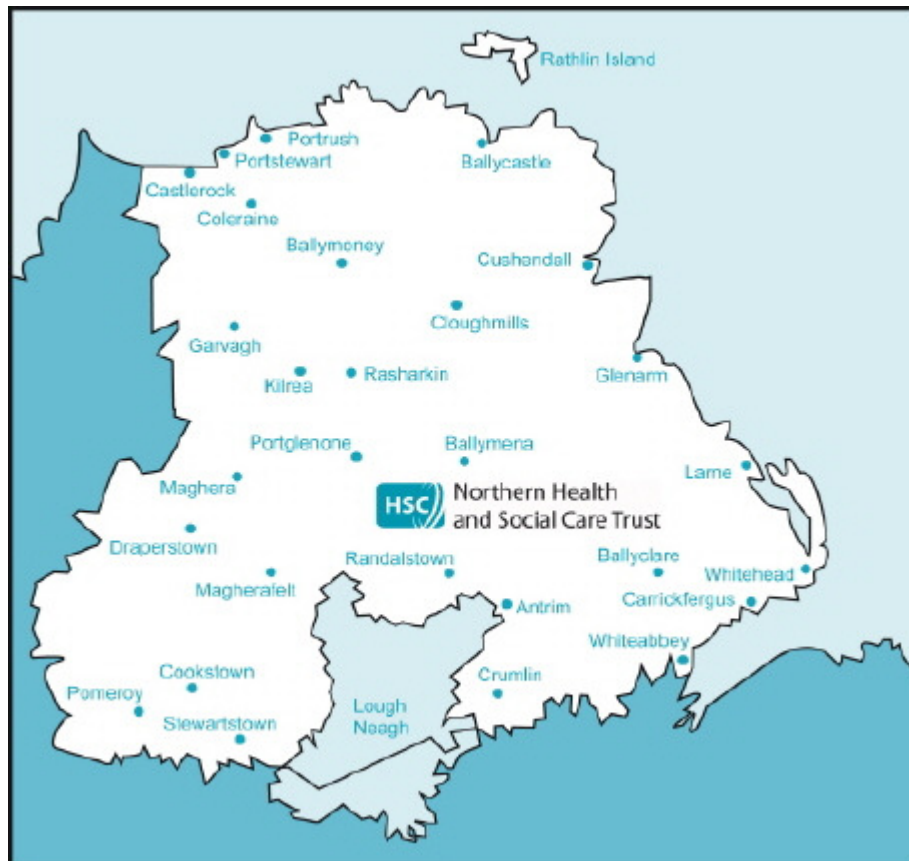 Rathlin Island
Portrush
Portstewart
Ballycastle
Castlerock
Coleraine
Ballymoney
Cushendall
Cloughmills
Garvagh
Glenarm
Kilrea
Rasharkin
Portglenone
Ballymena
Larne
Maghera
HSC
Northern Health
and Social Care Trust
Draperstown
Randalstown
Ballyclare
Whitehead
Magherafelt
Carrickfergus
Antrim
Whiteabbey
Cookstown
Crumlin
Pomeroy
Lough
Neagh
Stewartstown